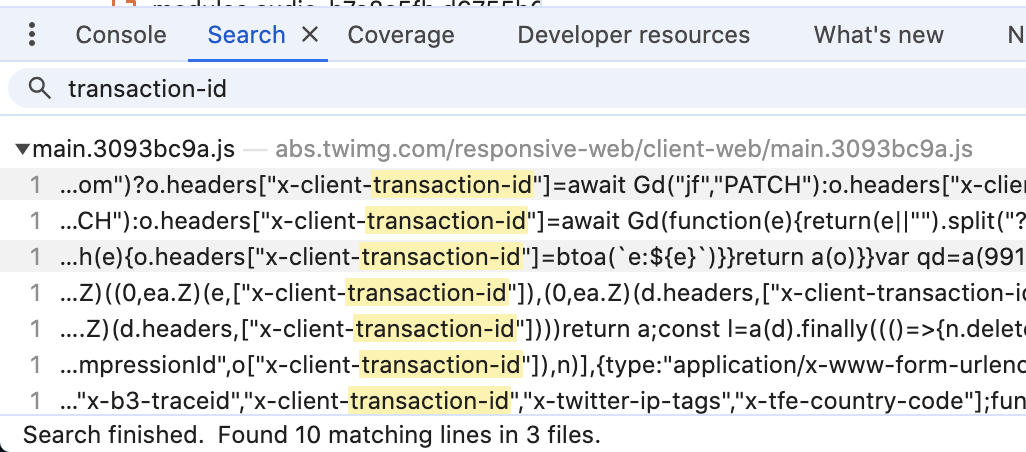 Console Search × Coverage Developer resources What's new N
transaction-id
▼main.3093bc9a.js — abs.twimg.com/responsive-web/client-web/main.3093bc9a.js
1 ...om")?o.headers["x-client-transaction-id"]=await Gd("jf","PATCH"):o.headers["x-clie
1 ...CH"):o.headers["x-client-transaction-id"]=await Gd(function(e){return(e||"").split("?
1 ...h(e){o.headers["x-client-transaction-id"]=btoa(`e:${e}`)}}}return a(o)}}var qd=a(991
1 ...Z)((0,ea.Z)(e,["x-client-transaction-id"]),(0,ea.Z)(d.headers,["x-client-transaction-id
1 ....Z)(d.headers,["x-client-transaction-id"])))return a;const l=a(d).finally((()=>{n.delete
1 ...mpressionId",o["x-client-transaction-id"]),n)],{type:"application/x-www-form-urlenc
1 ..."x-b3-traceid","x-client-transaction-id","x-twitter-ip-tags","x-tfe-country-code"];fun
Search finished. Found 10 matching lines in 3 files.